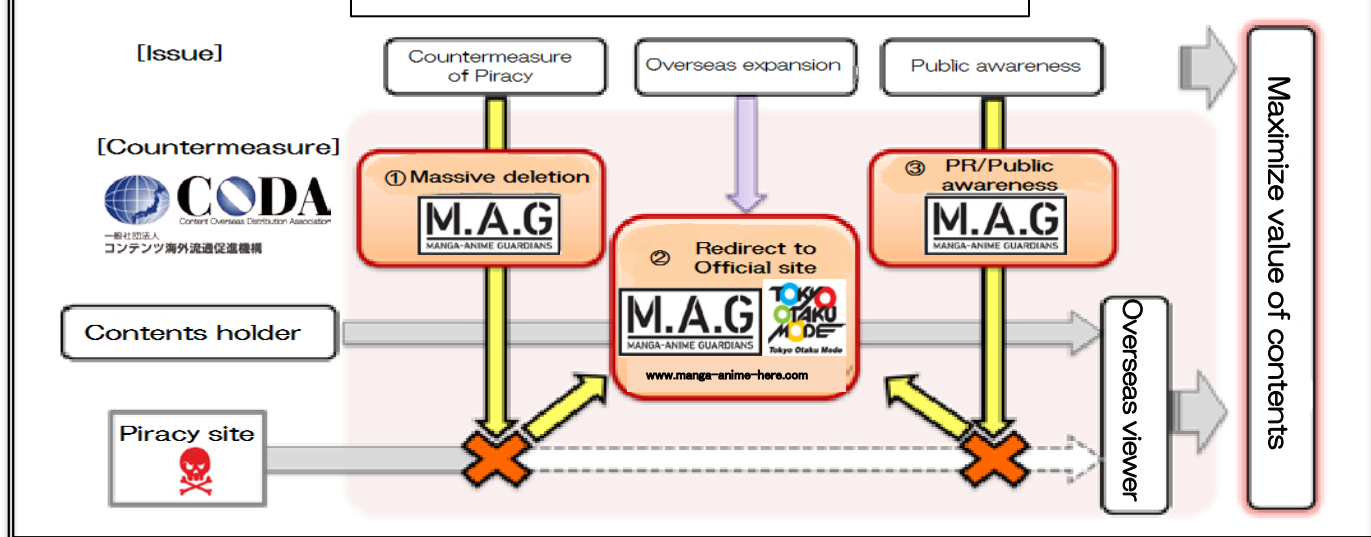 [Issue]
Countermeasure
of Piracy
Overseas expansion
Public awareness
[Countermeasure]
CODA
Content Overseas Distribution Association
一般社団法人
コンテンツ海外流通促進機構
①Massive deletion
M.A.G
MANGA-ANIME GUARDIANS
② Redirect to
Official site
M.A.G
MANGA-ANIME GUARDIANS
TOKYO
OTAKU
MODE
Tokyo Otaku Mode
www.manga-anime-here.com
③ PR/Public
awareness
M.A.G
MANGA-ANIME GUARDIANS
Contents holder
Piracy site
Overseas viewer
Maximize value of contents